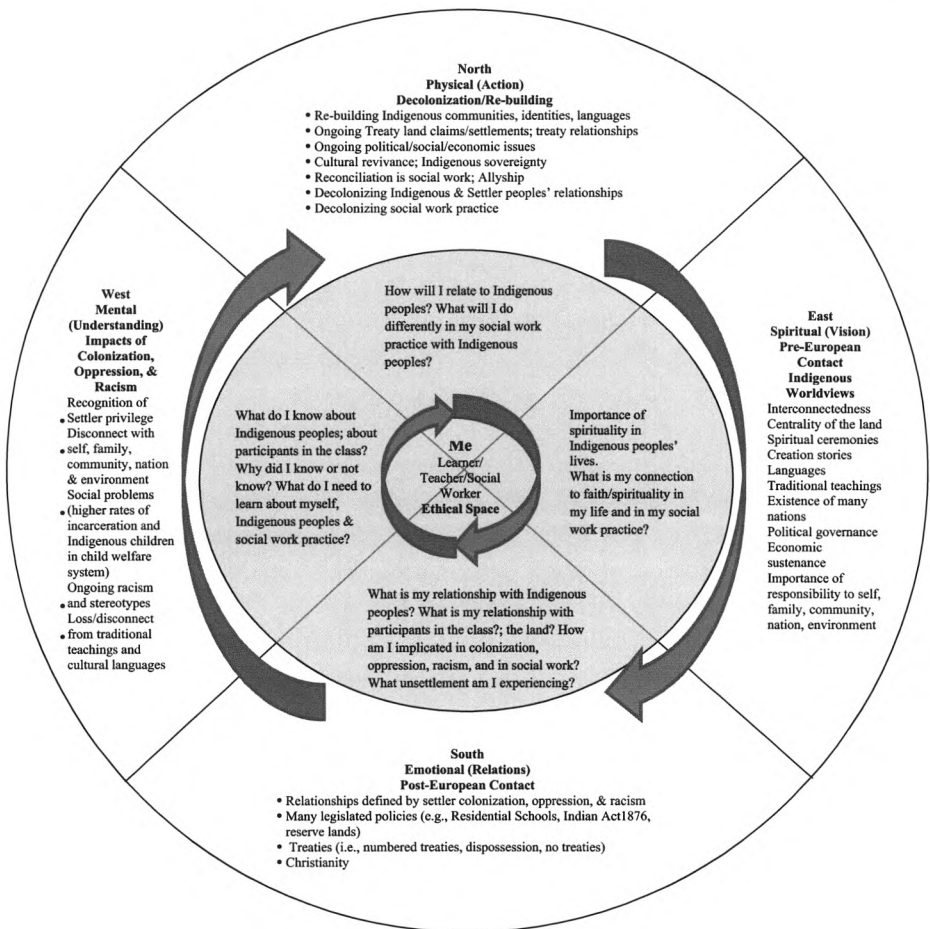 North
Physical (Action)
Decolonization/Re-building
• Re-building Indigenous communities, identities, languages
• Ongoing Treaty land claims/settlements; treaty relationships
• Ongoing political/social/economic issues
• Cultural revivance; Indigenous sovereignty
• Reconciliation is social work; Allyship
• Decolonizing Indigenous & Settler peoples' relationships
• Decolonizing social work practice
How will I relate to Indigenous
peoples? What will I do
differently in my social work
practice with Indigenous
peoples?
West
Mental
(Understanding)
Impacts of
Colonization,
Oppression, &
Racism
Recognition of
• Settler privilege
Disconnect with
• self, family,
community, nation
& environment
Social problems
• (higher rates of
incarceration and
Indigenous children
in child welfare
system)
Ongoing racism
• and stereotypes
Loss/disconnect
• from traditional
teachings and
cultural languages
What do I know about
Indigenous peoples; about
participants in the class?
Why did I know or not
know? What do I need to
learn about myself,
Indigenous peoples &
social work practice?
Me
Learner/
Teacher/Social
Worker
Ethical Space
Importance of
spirituality in
Indigenous peoples'
lives.
What is my connection
to faith/spirituality in
my life and in my social
work practice?
East
Spiritual (Vision)
Pre-European
Contact
Indigenous
Worldviews
Interconnectedness
Centrality of the land
Spiritual ceremonies
Creation stories
Languages
Traditional teachings
Existence of many
nations
Political governance
Economic
sustenance
Importance of
responsibility to self,
family, community,
nation, environment
What is my relationship with Indigenous
peoples? What is my relationship with
participants in the class?; the land? How
am I implicated in colonization,
oppression, racism, and in social work?
What unsettlement am I experiencing?
South
Emotional (Relations)
Post-European Contact
• Relationships defined by settler colonization, oppression, & racism
• Many legislated policies (e.g., Residential Schools, Indian Act1876,
reserve lands)
• Treaties (i.e., numbered treaties, dispossession, no treaties)
• Christianity